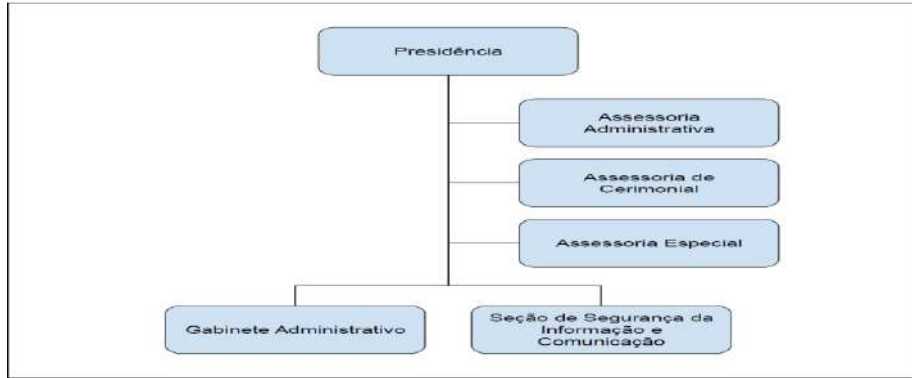 Presidência
Assessoria
Administrativa
Assessoria de
Cerimonial
Assessoria Especial
Gabinete Administrativo
Seção de Segurança da
Informação e
Comunicação